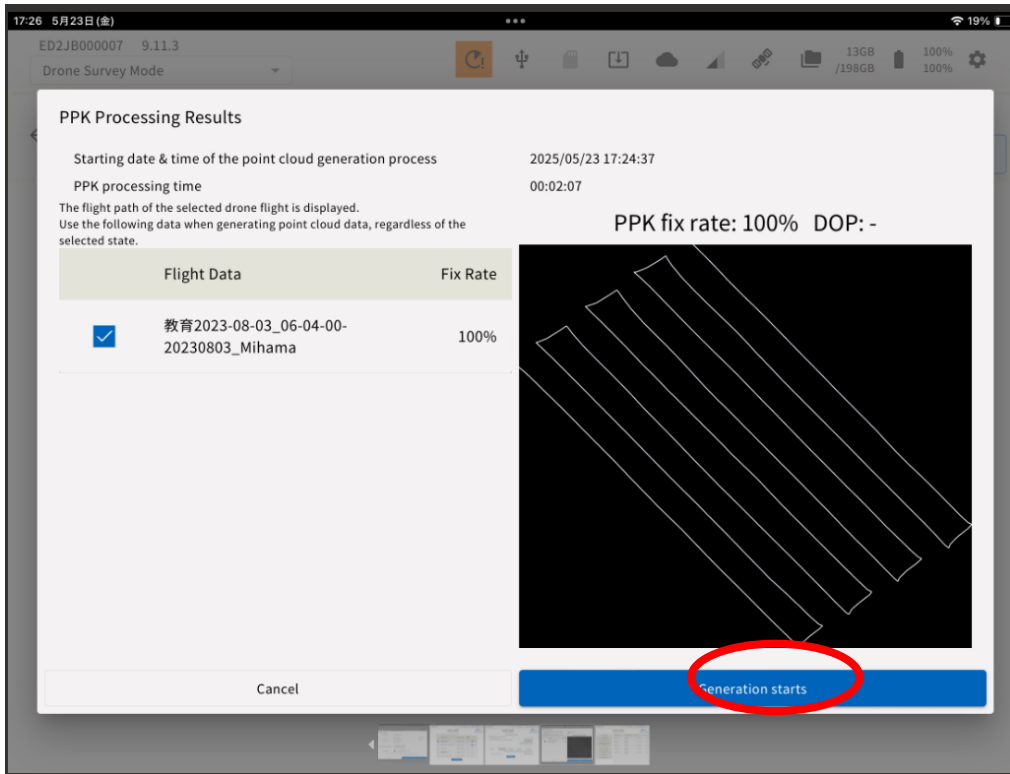 17:26 5月23日(金)
19%
ED2JB000007 9.11.3
Drone Survey Mode
13GB
/198GB
100%
100%
PPK Processing Results
Starting date & time of the point cloud generation process 2025/05/23 17:24:37
PPK processing time 00:02:07
The flight path of the selected drone flight is displayed.
Use the following data when generating point cloud data, regardless of the
selected state.
PPK fix rate: 100% DOP: -
Flight Data Fix Rate
教育2023-08-03_06-04-00-
20230803_Mihama
100%
Cancel
Generation starts